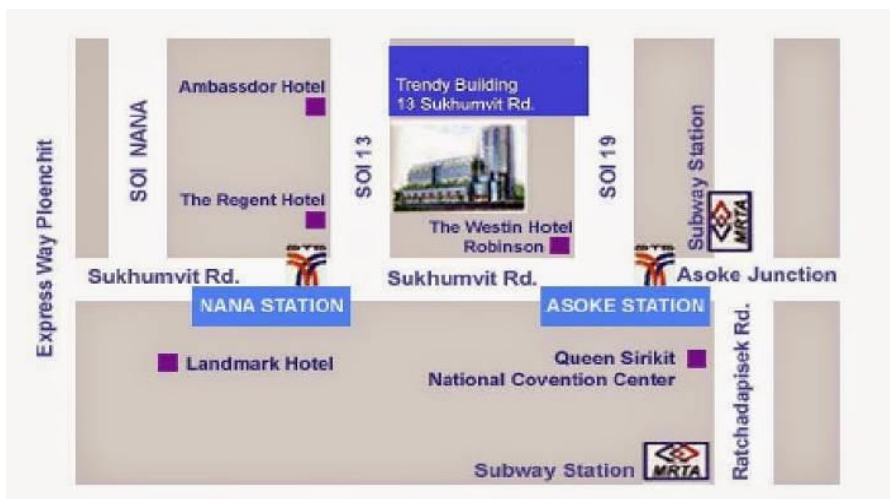 Ambassdor Hotel
Trendy Building
13 Sukhumvit Rd.
SOI NANA
SOI 13
SOI 19
Subway Station
MRTA
The Regent Hotel
The Westin Hotel
Robinson
Express Way Ploenchit
BTS
BTS
Sukhumvit Rd.
Sukhumvit Rd.
Asoke Junction
NANA STATION
ASOKE STATION
Landmark Hotel
Queen Sirikit
National Covention Center
Ratchadapisek Rd.
Subway Station
MRTA